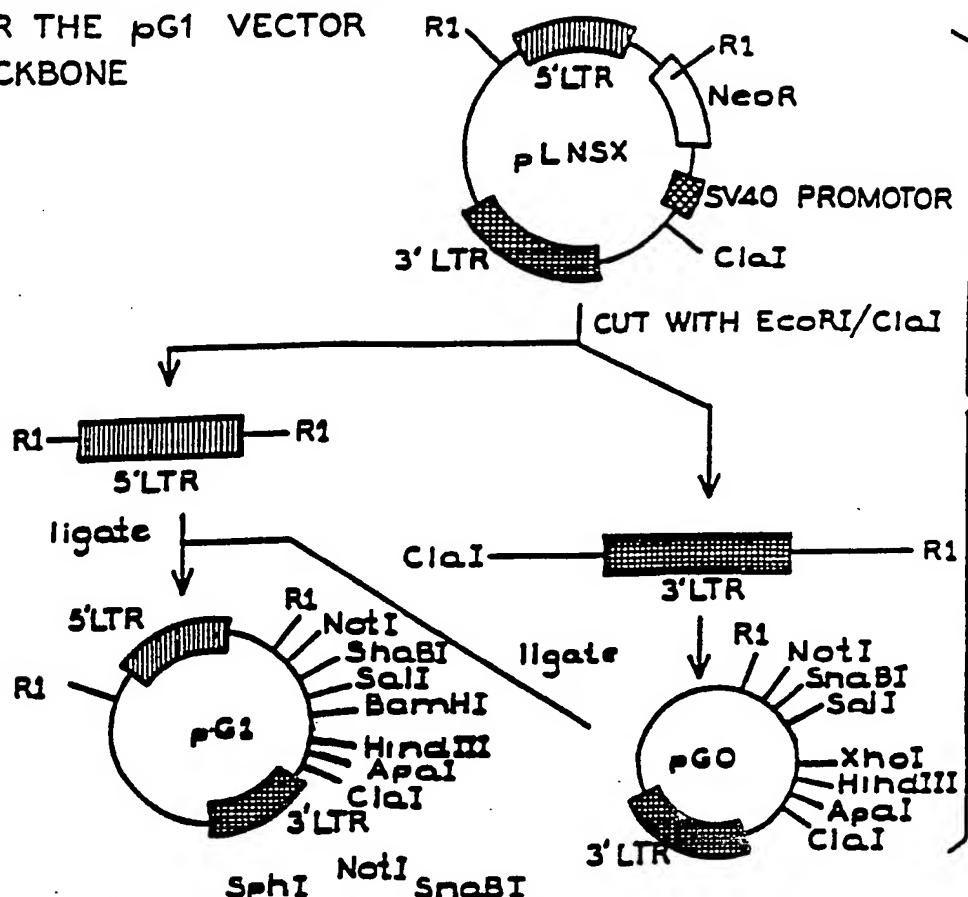 R THE pG1 VECTOR
CKBONE
R1
5'LTR
R1
NeoR
pLNSX
SV40 PROMOTOR
3' LTR
ClaI
CUT WITH EcoRI/ClaI
R1
R1
5'LTR
ligate
ClaI
R1
3'LTR
5'LTR
R1
NotI
ShaBI
SalI
BamHI
HindIII
ApaI
ClaI
R1
pG1
3'LTR
ligate
R1
NotI
SnaBI
SalI
XhoI
HindIII
ApaI
ClaI
pG0
3' LTR
SphI NotI SnaBI